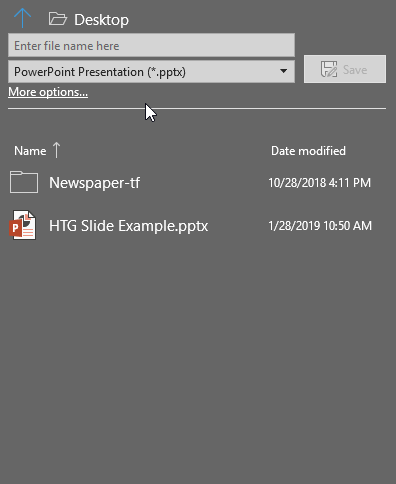 Desktop
Enter file name here
PowerPoint Presentation (*.pptx)
Save
More options...
Name Date modified
Newspaper-tf 10/28/2018 4:11 PM
P HTG Slide Example.pptx 1/28/2019 10:50 AM